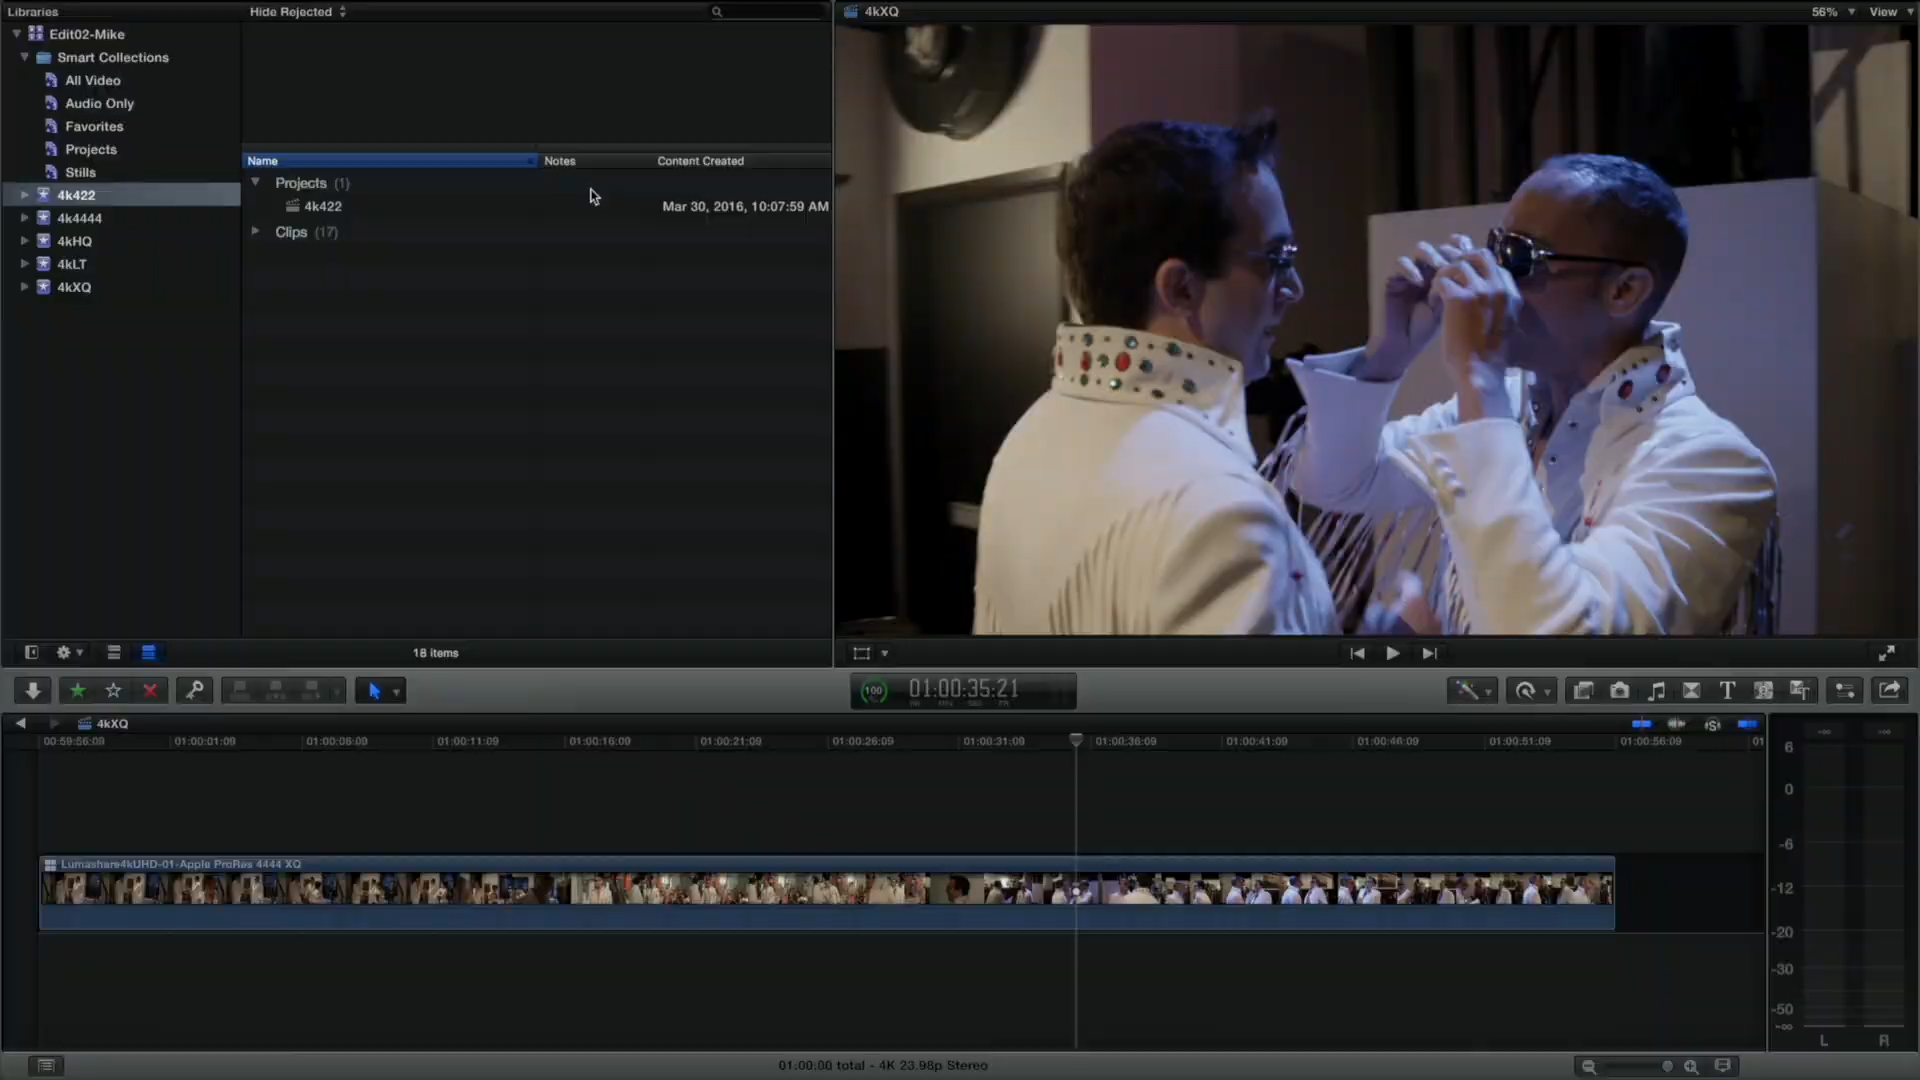 Libraries
Hide Rejected
4kXQ
56%
View
Edit02-Mike
Smart Collections
All Video
Audio Only
Favorites
Projects
Stills
4k422
4k4444
4kHQ
4kLT
4kXQ
Name
Notes
Content Created
Projects (1)
4k422
Mar 30, 2016, 10:07:59 AM
Clips (17)
18 items
100
01:00:35:21
4kXQ
00:59:56:09
01:00:01:09
01:00:06:09
01:00:11:09
01:00:16:09
01:00:21:09
01:00:26:09
01:00:31:09
01:00:36:09
01:00:41:09
01:00:46:09
01:00:51:09
01:00:56:09
01
Lumashare4kUHD-01-Apple ProRes 4444 XQ
6
0
-6
-12
-20
-30
-50
-∞
L
R
01:00:00 total - 4K 23.98p Stereo